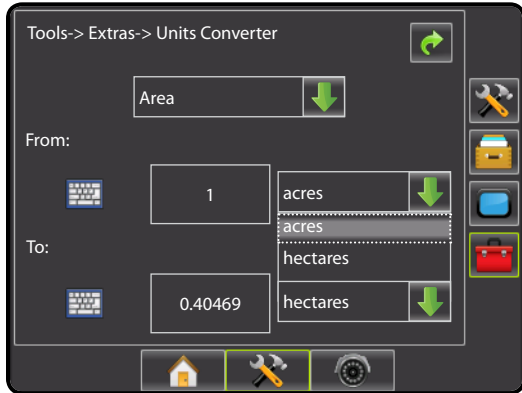 Tools-> Extras-> Units Converter
Area
From:
1
acres
acres
hectares
To:
0.40469
hectares